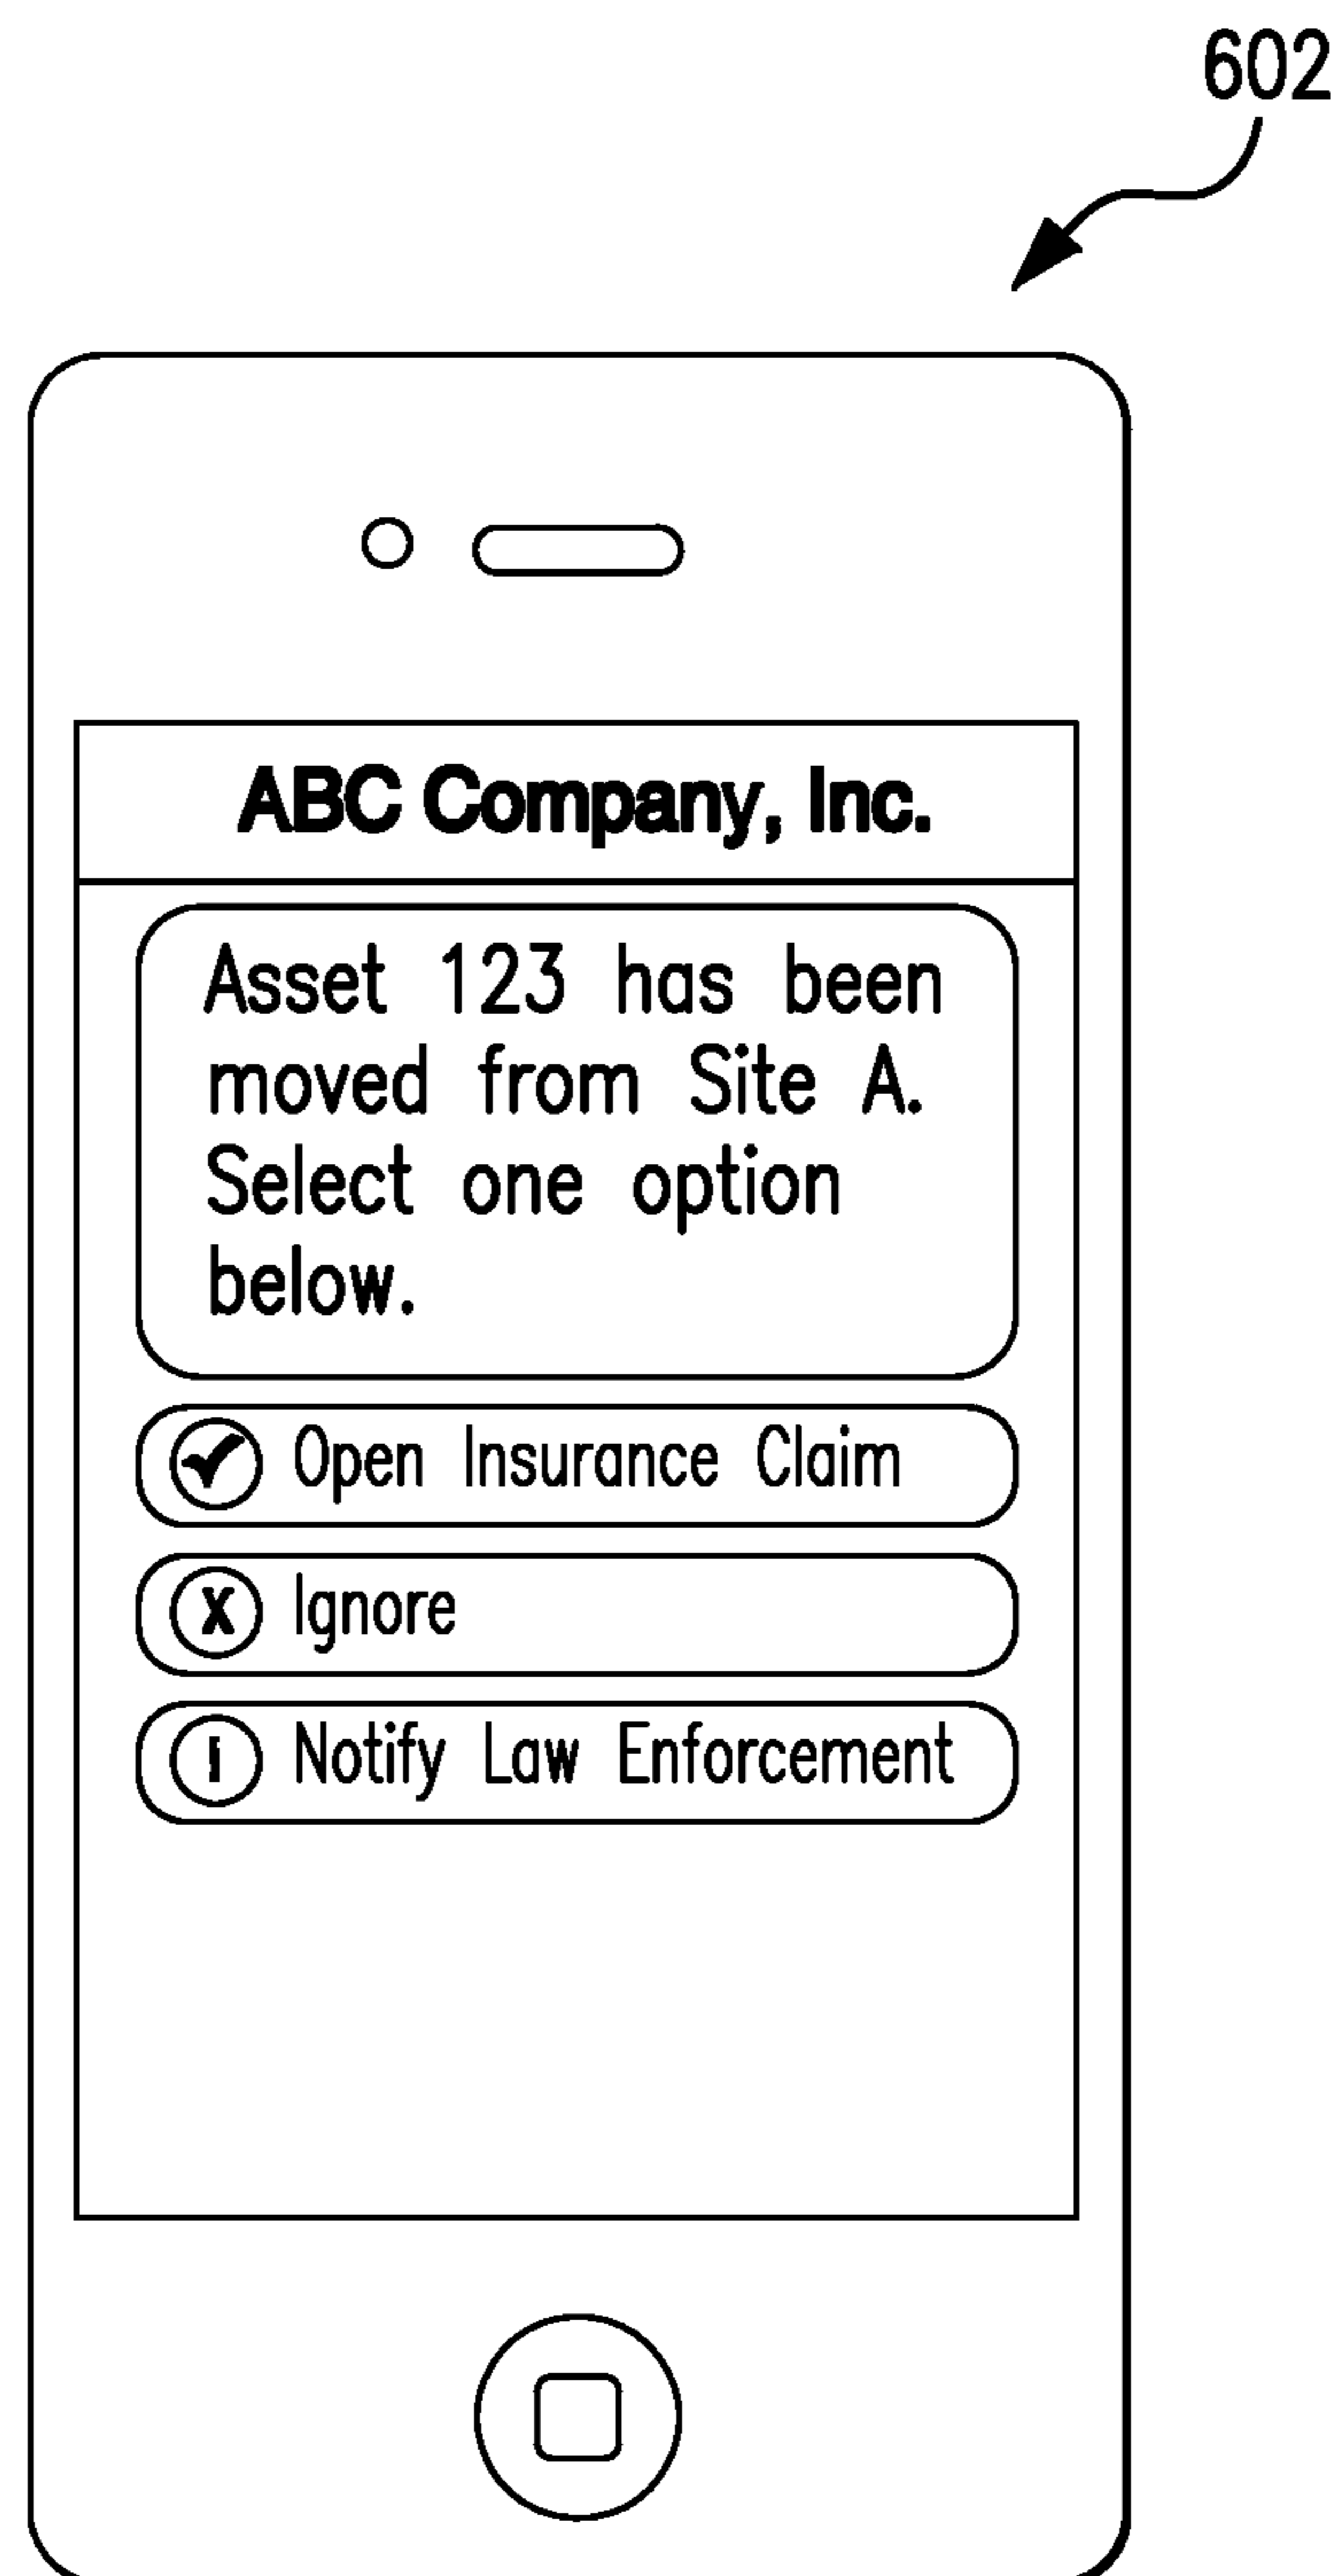 602
ABC Company, Inc.
Asset 123 has been
moved from Site A.
Select one option
below.
Open Insurance Claim
X Ignore
i Notify Law Enforcement